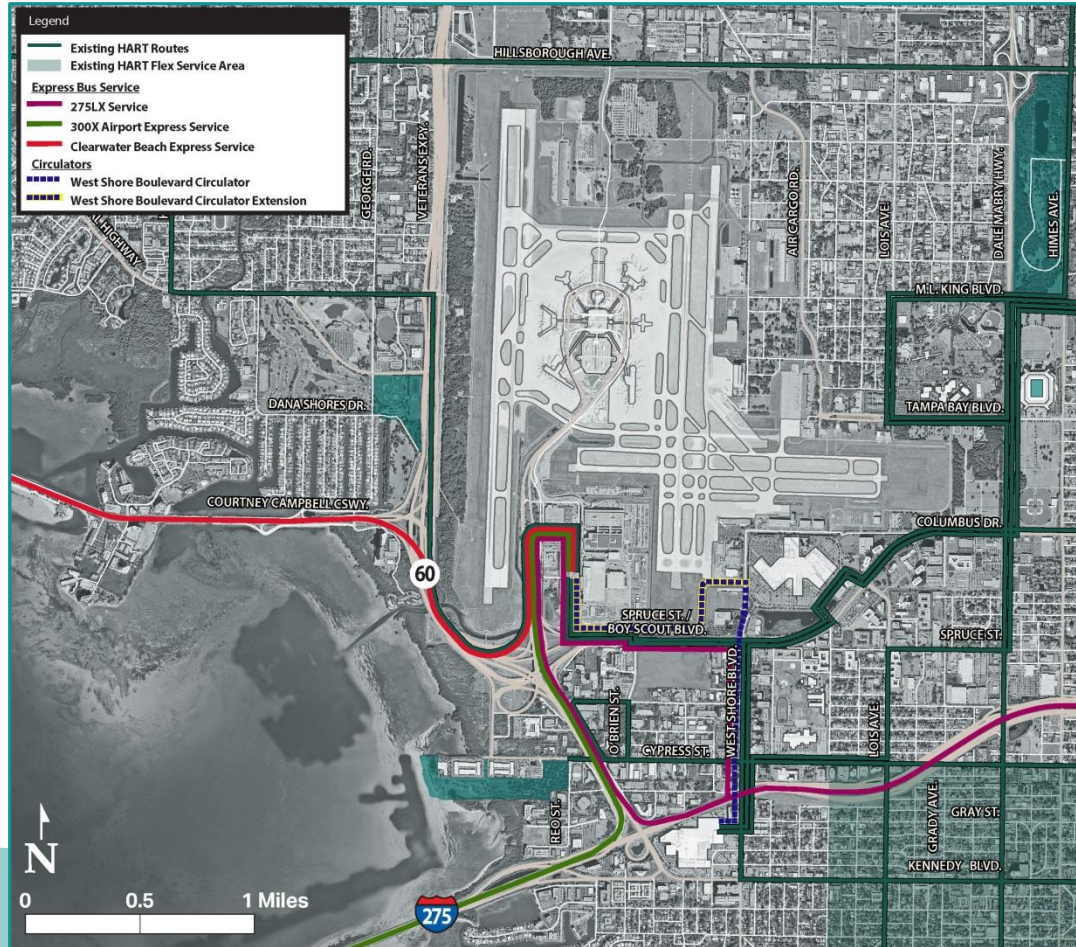 Legend
Existing HART Routes
Existing HART Flex Service Area
Express Bus Service
275LX Service
300X Airport Express Service
Clearwater Beach Express Service
Circulators
West Shore Boulevard Circulator
West Shore Boulevard Circulator Extension
HILLSBOROUGH AVE.
GEORGE RD.
VETERANS EXPY.
AIR CARGO RD.
LOIS AVE.
DALE MABRY HWY.
HIMES AVE.
HIGHWAY
M.L. KING BLVD.
DANA SHORES DR.
TAMPA BAY BLVD.
COURTNEY CAMPBELL CSWY.
COLUMBUS DR.
60
SPRUCE ST. /
BOY SCOUT BLVD.
SPRUCE ST.
O'BRIEN ST.
WEST SHORE BLVD.
LOIS AVE.
CYPRESS ST.
REO ST.
GRADY AVE.
GRAY ST.
KENNEDY BLVD.
N
0 0.5 1 Miles
275